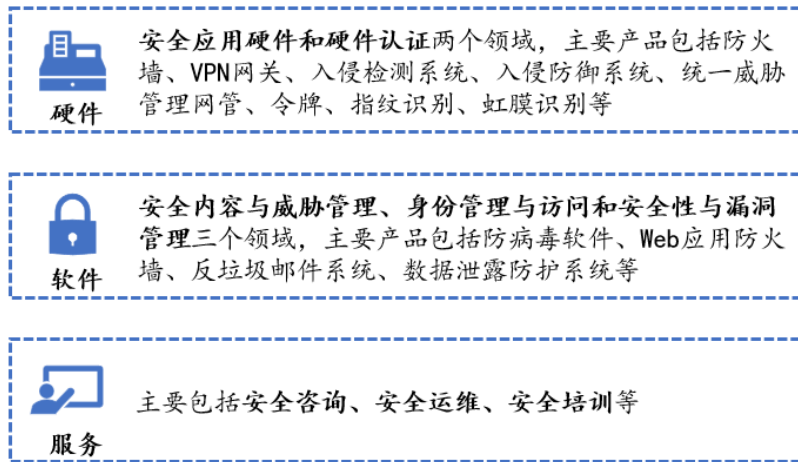 安全应用硬件和硬件认证两个领域，主要产品包括防火
墙、VPN网关、入侵检测系统、入侵防御系统、统一威胁
管理网管、令牌、指纹识别、虹膜识别等
硬件
安全内容与威胁管理、身份管理与访问和安全性与漏洞
管理三个领域，主要产品包括防病毒软件、Web应用防火
墙、反垃圾邮件系统、数据泄露防护系统等
软件
主要包括安全咨询、安全运维、安全培训等
服务